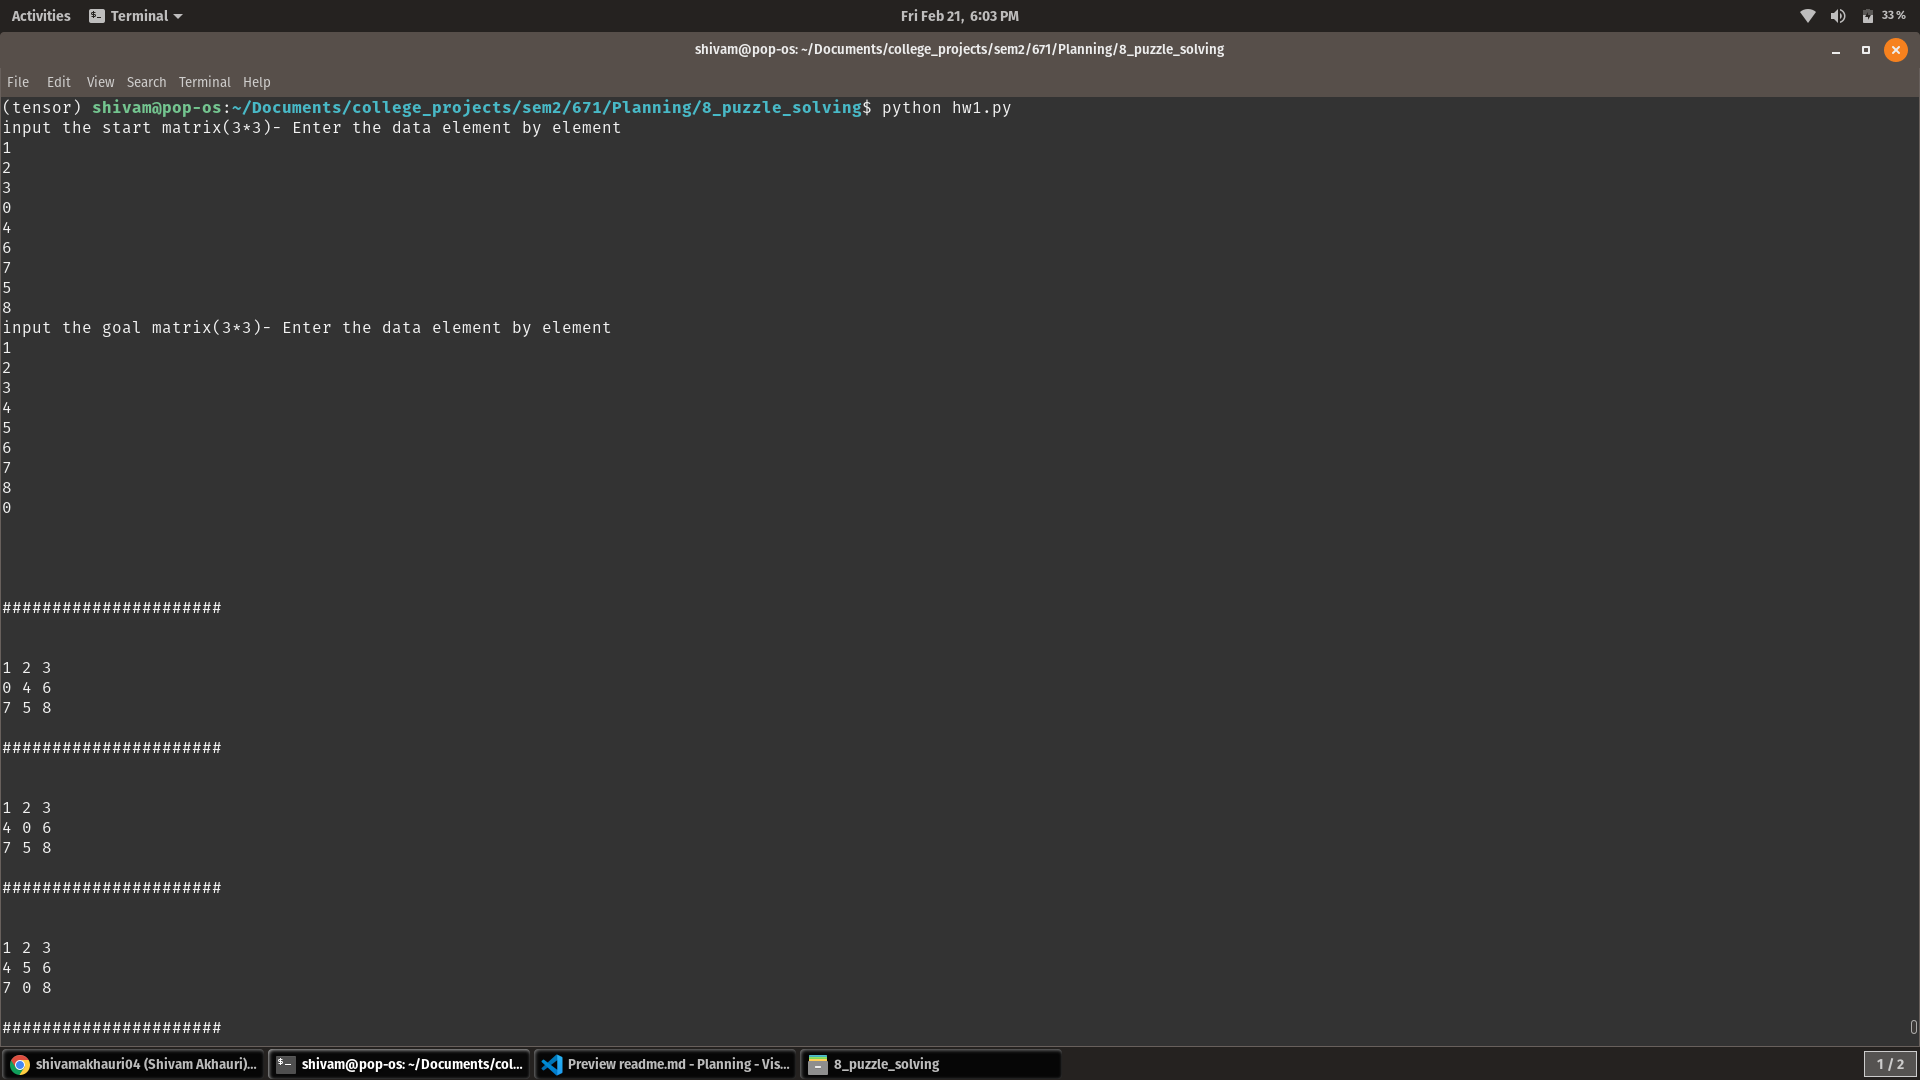 Activities Terminal Fri Feb 21, 6:03 PM 33 %
shivam@pop-os: ~/Documents/college_projects/sem2/671/Planning/8_puzzle_solving
File Edit View Search Terminal Help
(tensor) shivam@pop-os:~/Documents/college_projects/sem2/671/Planning/8_puzzle_solving$ python hw1.py
input the start matrix(3*3)- Enter the data element by element
1
2
3
0
4
6
7
5
8
input the goal matrix(3*3)- Enter the data element by element
1
2
3
4
5
6
7
8
0
######################
1 2 3
0 4 6
7 5 8
######################
1 2 3
4 0 6
7 5 8
######################
1 2 3
4 5 6
7 0 8
######################
shivamakhauri04 (Shivam Akhauri)... shivam@pop-os: ~/Documents/col... Preview readme.md - Planning - Vis... 8_puzzle_solving 1 / 2